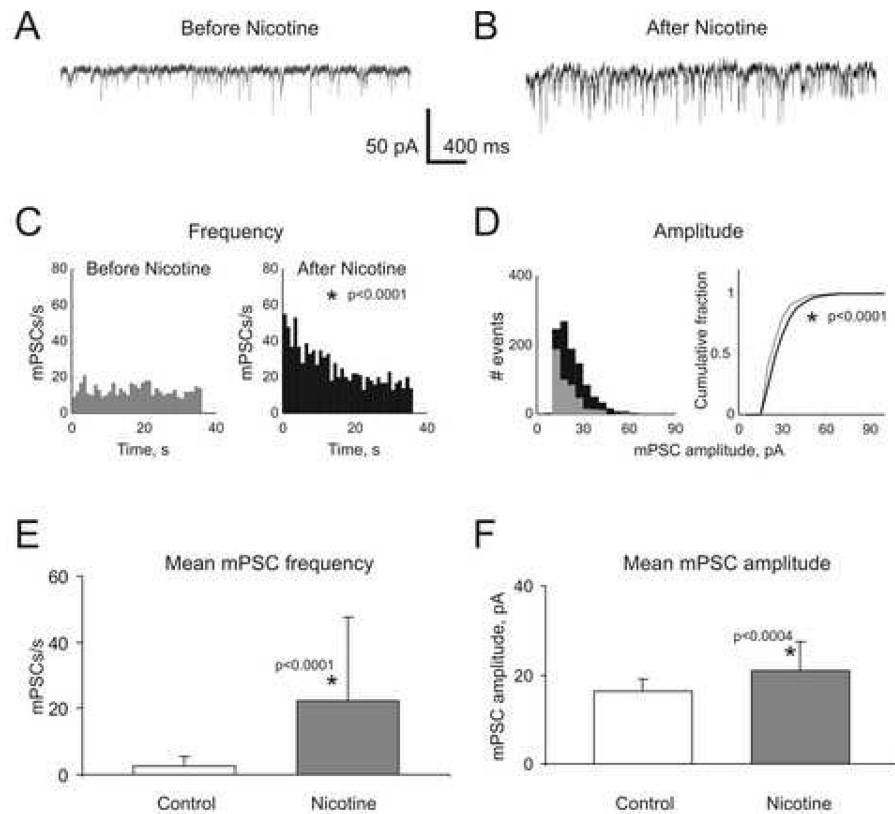 A
Before Nicotine
B
After Nicotine
50 pA
400 ms
C
Frequency
Before Nicotine
After Nicotine
* p<0.0001
mPSCs/s
80
60
40
20
0
0 20 40
Time, s
mPSCs/s
80
60
40
20
0
0 20 40
Time, s
D
Amplitude
# events
400
200
0
0 30 60 90
Cumulative fraction
1
0.5
0
* p<0.0001
0 30 60 90
mPSC amplitude, pA
E
Mean mPSC frequency
mPSCs/s
60
40
20
0
p<0.0001
*
Control Nicotine
F
Mean mPSC amplitude
mPSC amplitude, pA
40
20
0
p<0.0004
*
Control Nicotine